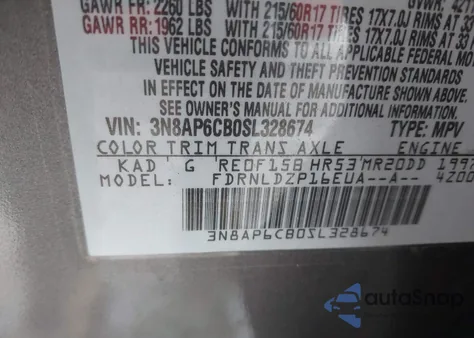 GAWR FR: 2260 LBS WITH 215/60R17 TIRES 17X7.0J RIMS AT
GAWR RR: 1962 LBS WITH 215/60R17 TIRES 17X7.0J RIMS AT
THIS VEHICLE CONFORMS TO ALL APPLICABLE FEDERAL
VEHICLE SAFETY AND THEFT PREVENTION STANDARDS
IN EFFECT ON THE DATE OF MANUFACTURE SHOWN ABOVE.
SEE OWNER'S MANUAL FOR ADDITIONAL INFORMATION
VIN: 3N8AP6CB0SL328674 TYPE: MPV
COLOR TRIM TRANS AXLE ENGINE
KAD G RE0F15B HR53 MR20DD
MODEL: FDRNLDZP16EUA--A--
3N8AP6CB0SL328674
autoSnap